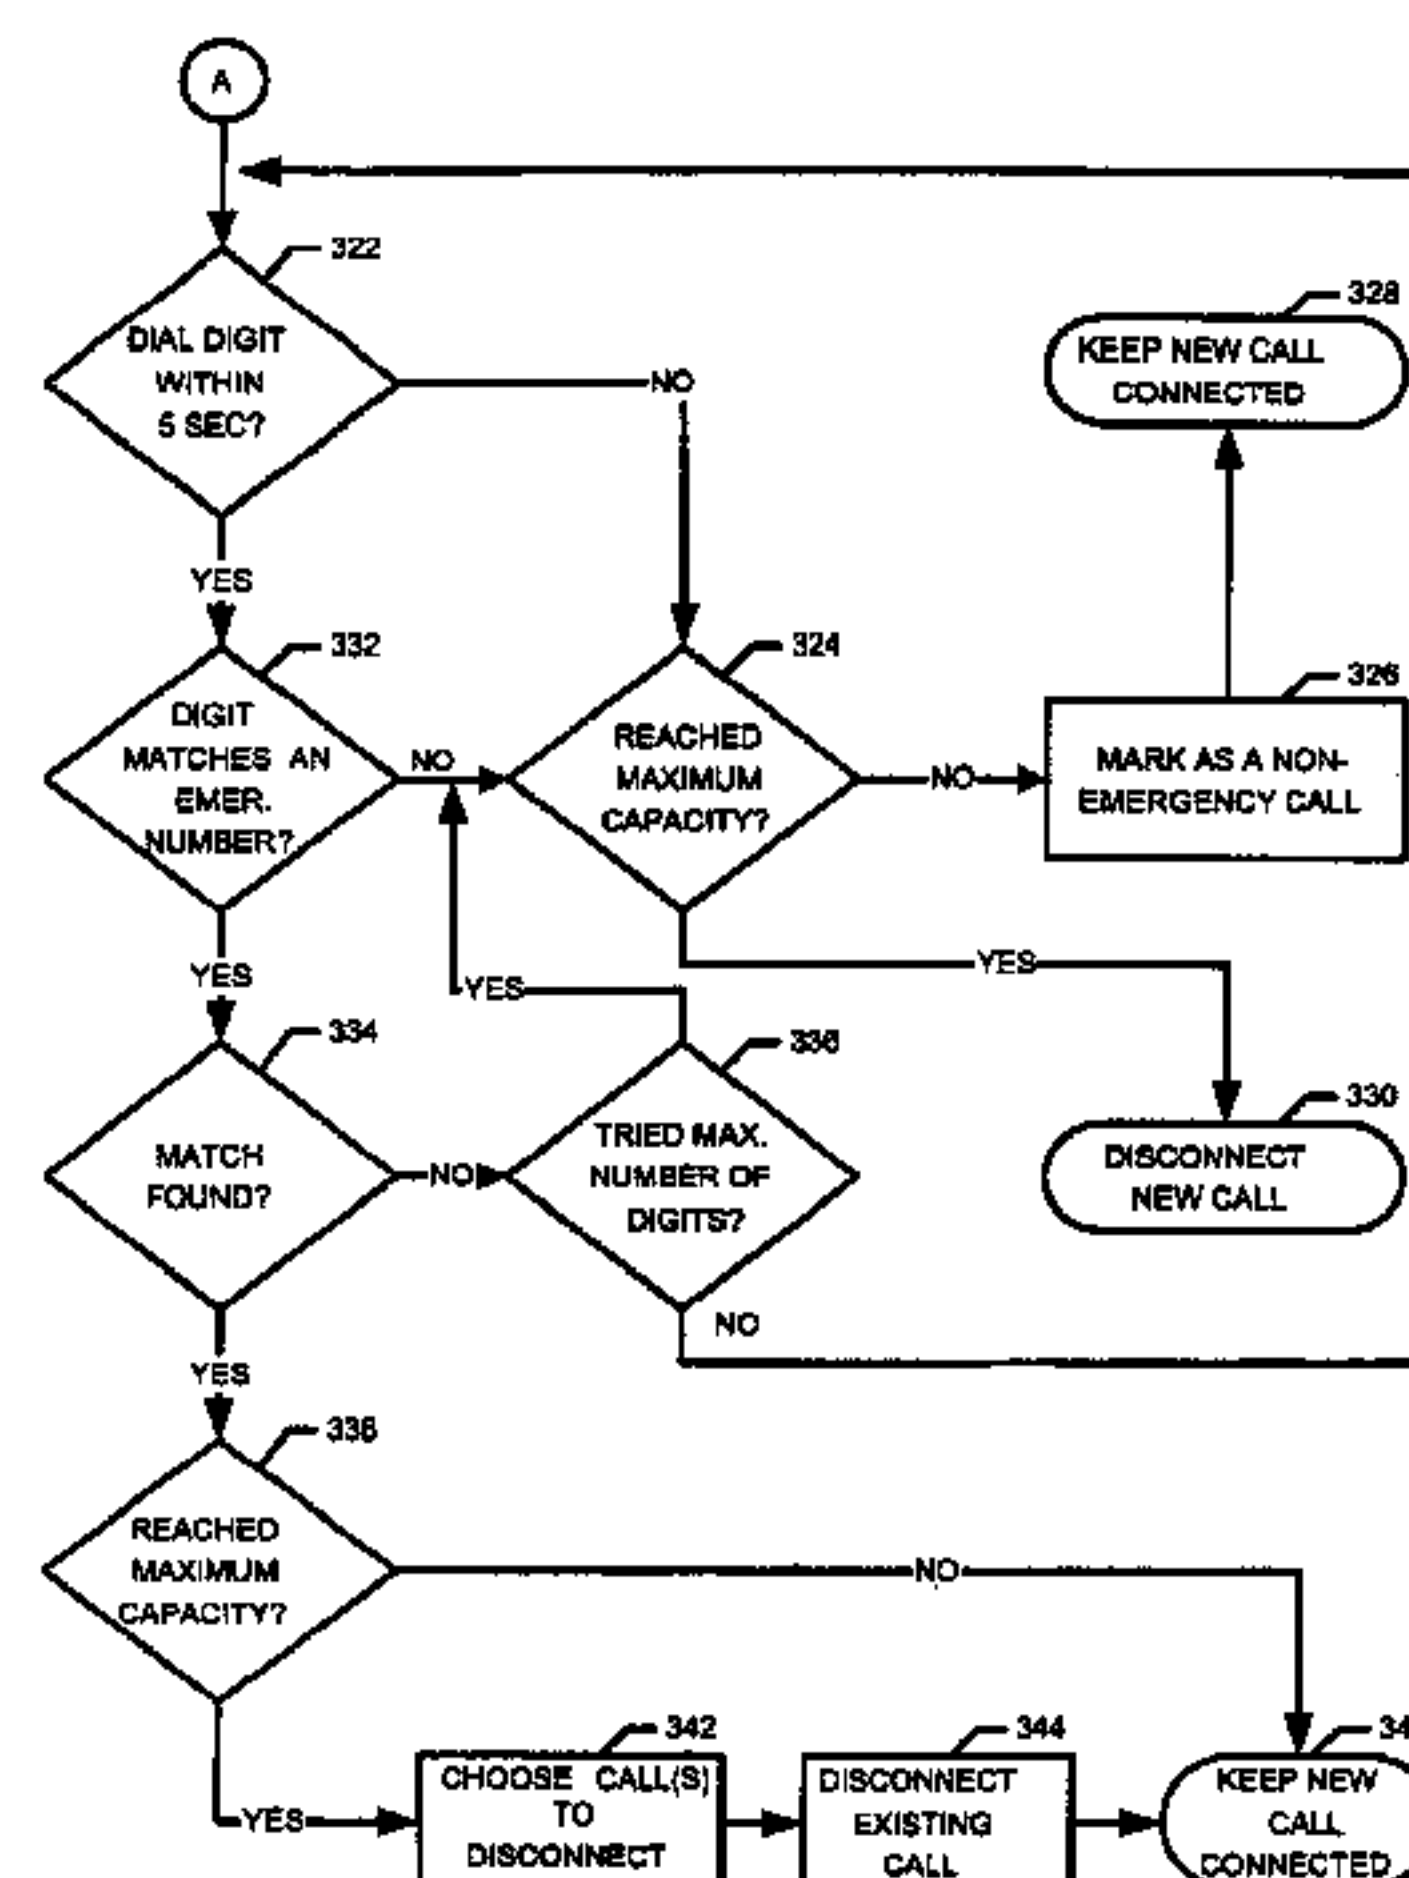 A
322
DIAL DIGIT
WITHIN
5 SEC?
NO
328
KEEP NEW CALL
CONNECTED
YES
332
DIGIT
MATCHES AN
EMER.
NUMBER?
NO
324
REACHED
MAXIMUM
CAPACITY?
NO
326
MARK AS A NON-
EMERGENCY CALL
YES
YES
YES
334
MATCH
FOUND?
NO
TRIED MAX.
NUMBER OF
DIGITS?
NO
330
DISCONNECT
NEW CALL
YES
REACHED
MAXIMUM
CAPACITY?
NO
YES
342
CHOOSE CALL(S)
TO
DISCONNECT
344
DISCONNECT
EXISTING
CALL
KEEP NEW
CALL
CONNECTED